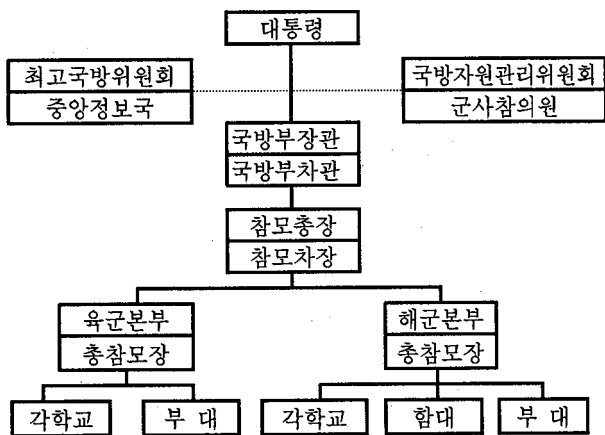 대통령
최고국방위원회
중앙정보국
국방자원관리위원회
군사참의원
국방부장관
국방부차관
참모총장
참모차장
육군본부
총참모장
해군본부
총참모장
각학교
부 대
각학교
함대
부 대